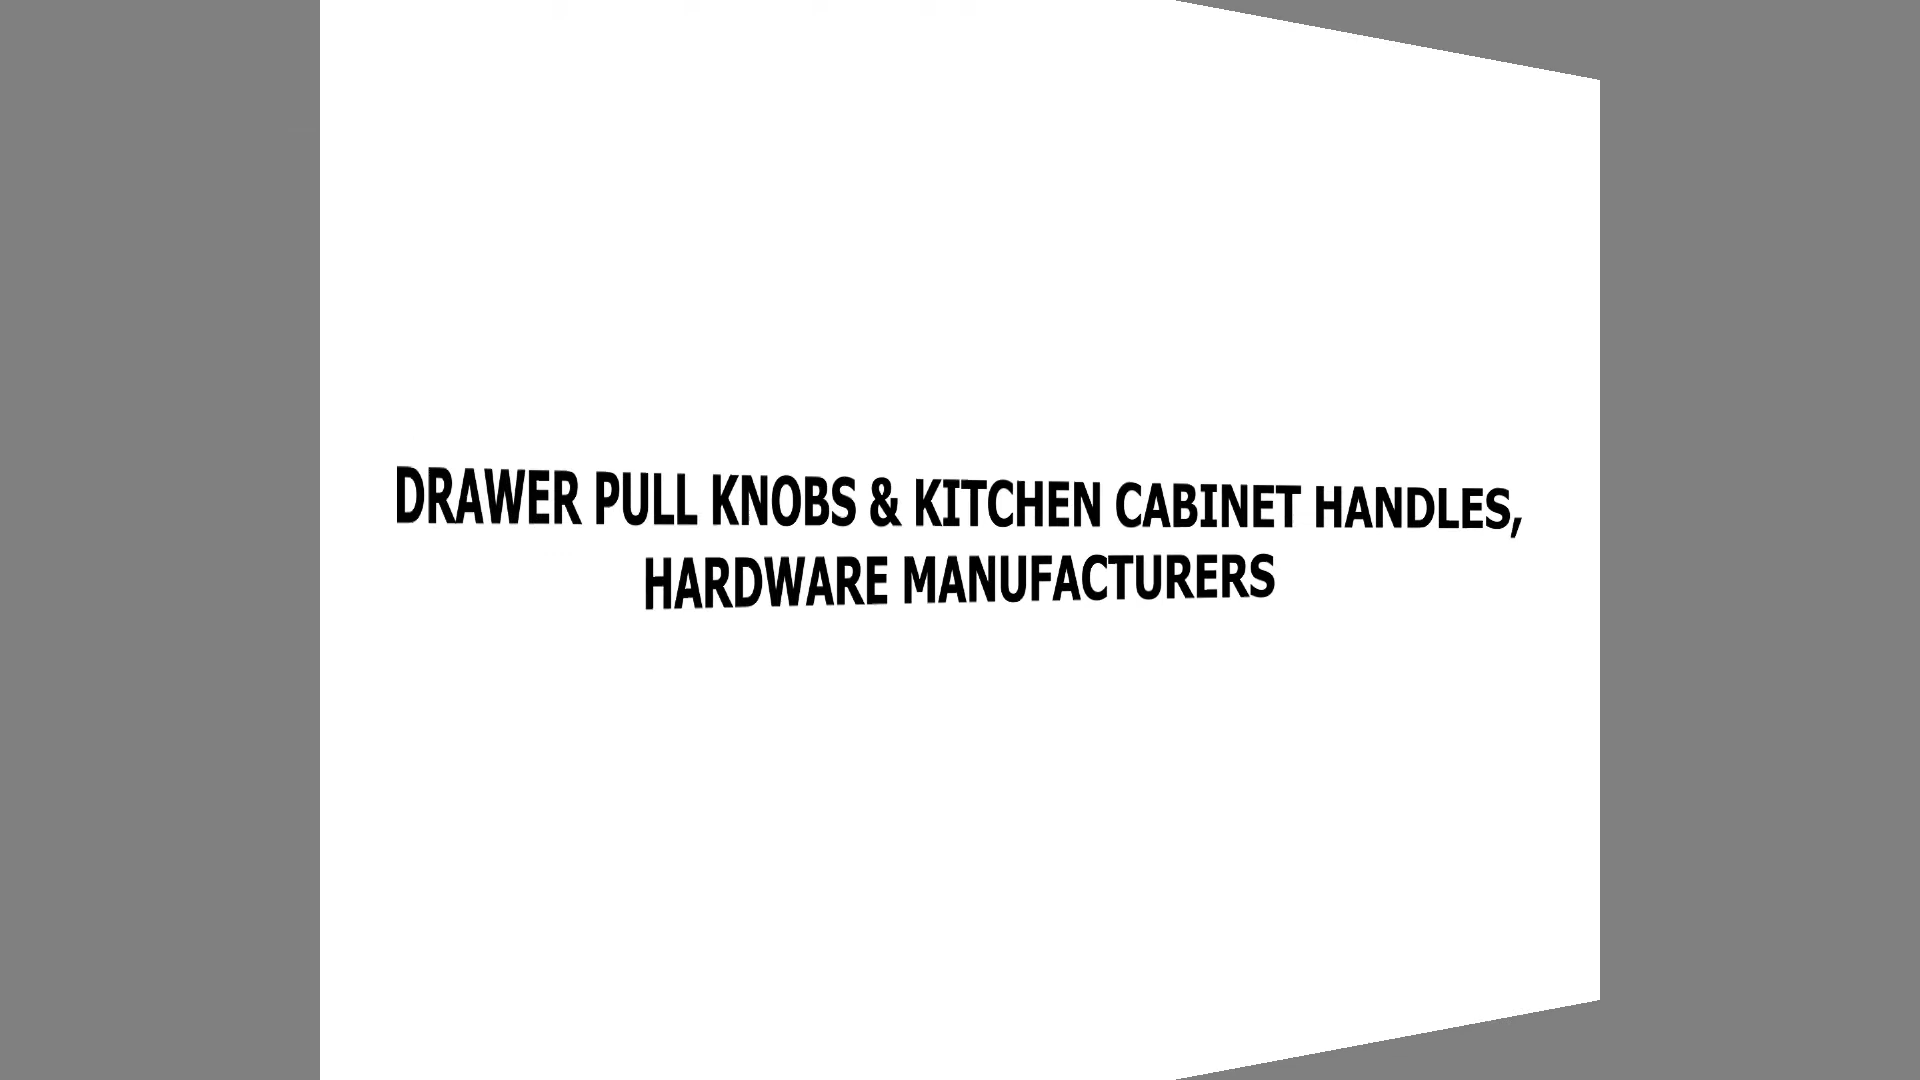 DRAWER PULL KNOBS & KITCHEN CABINET HANDLES,
HARDWARE MANUFACTURERS